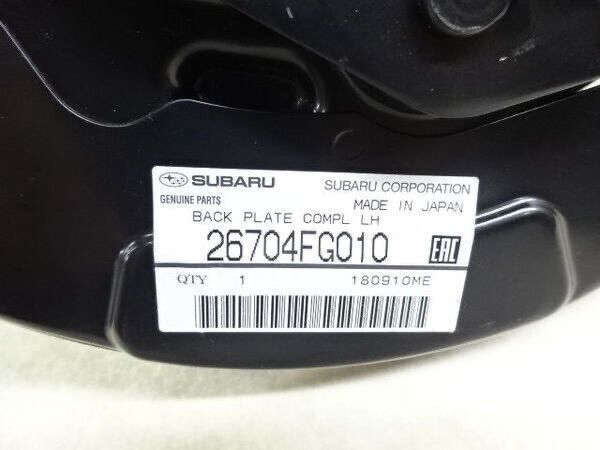 SUBARU SUBARU CORPORATION
GENUINE PARTS MADE IN JAPAN
BACK PLATE COMPL LH
26704FG010 EAC
QTY 1 180910ME